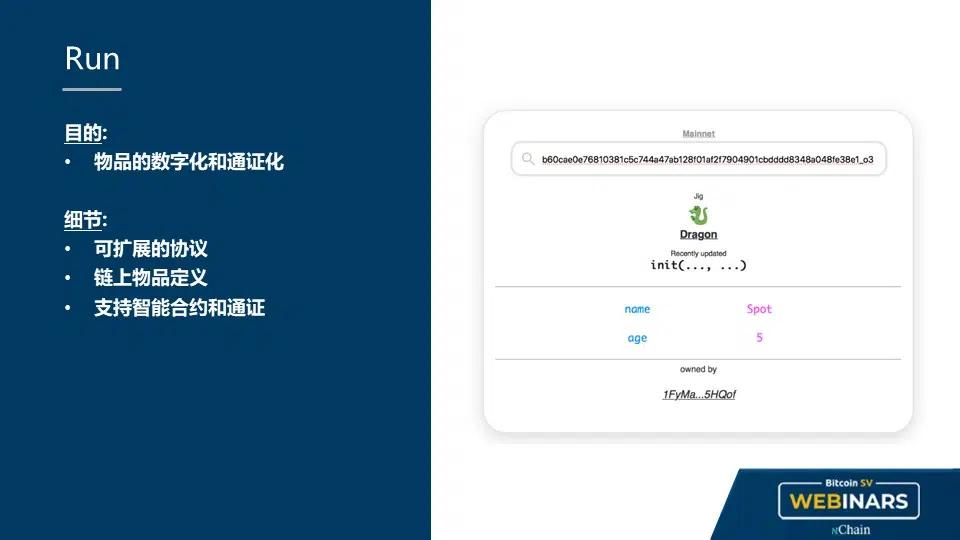 Run
目的:
• 物品的数字化和通证化
细节:
• 可扩展的协议
• 链上物品定义
• 支持智能合约和通证
Mainnet
b60cae0e76810381c5c744a47ab128f01af2f7904901cbdddd8348a048fe38e1_o3
Jig
Dragon
Recently updated
init(..., ...)
name Spot
age 5
owned by
1FyMa...5HQof
Bitcoin SV
WEBINARS
nChain